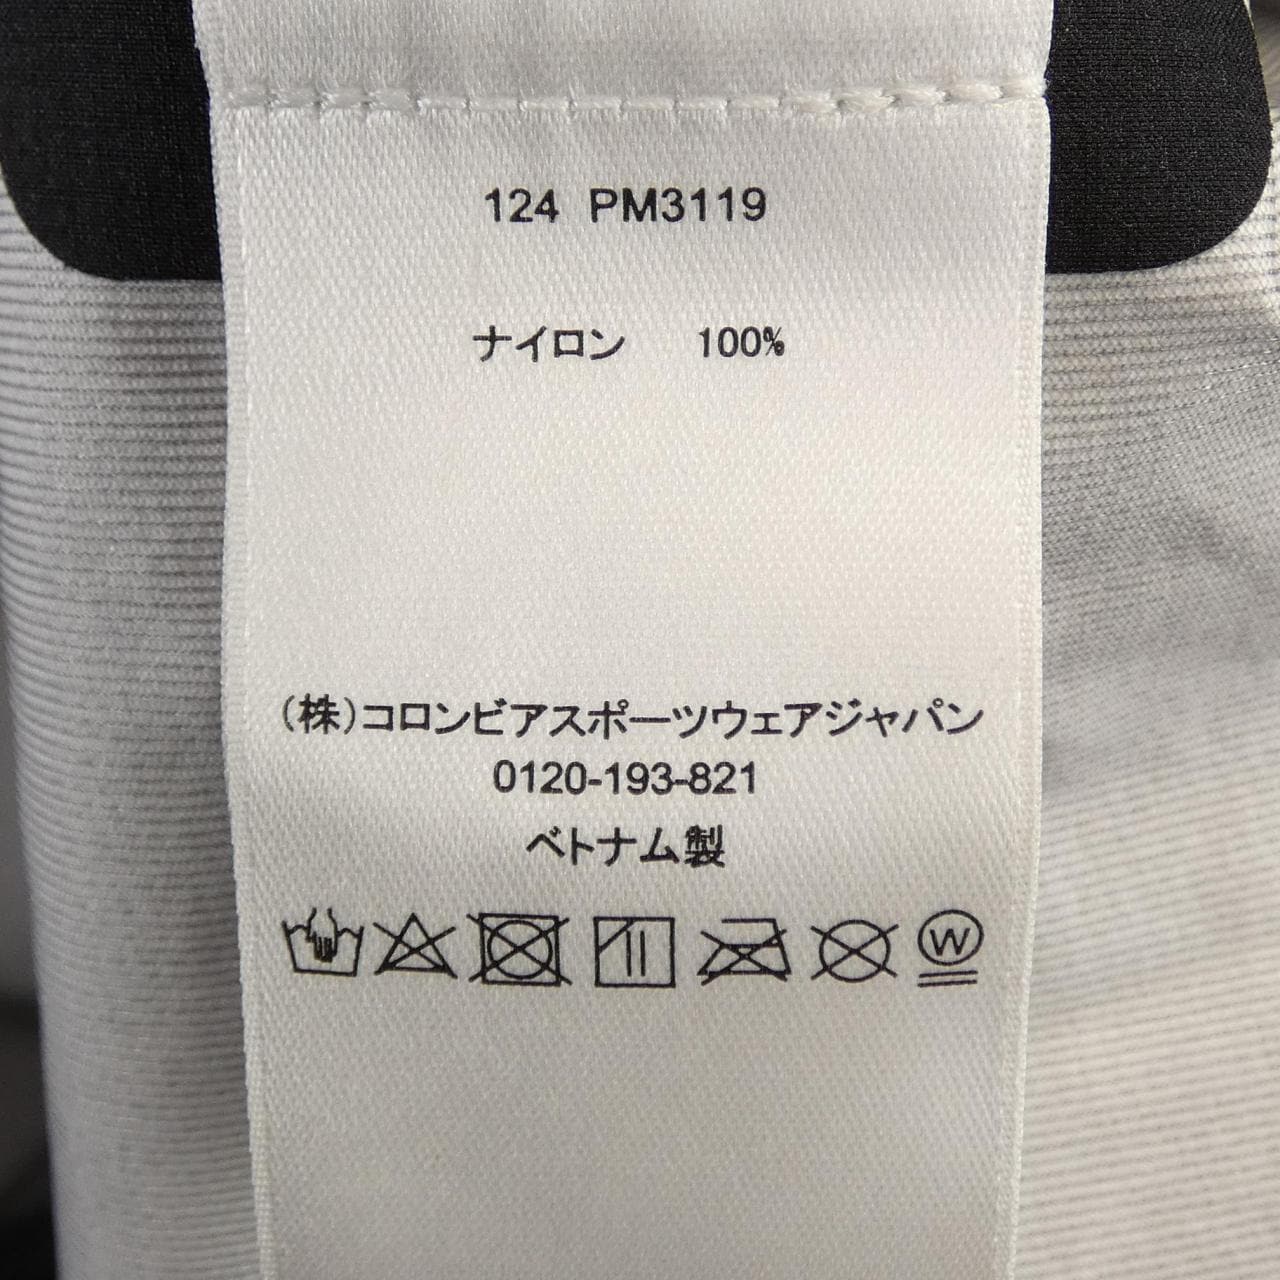 124 PM3119
ナイロン 100%
(株)コロンビアスポーツウェアジャパン
0120-193-821
ベトナム製
W